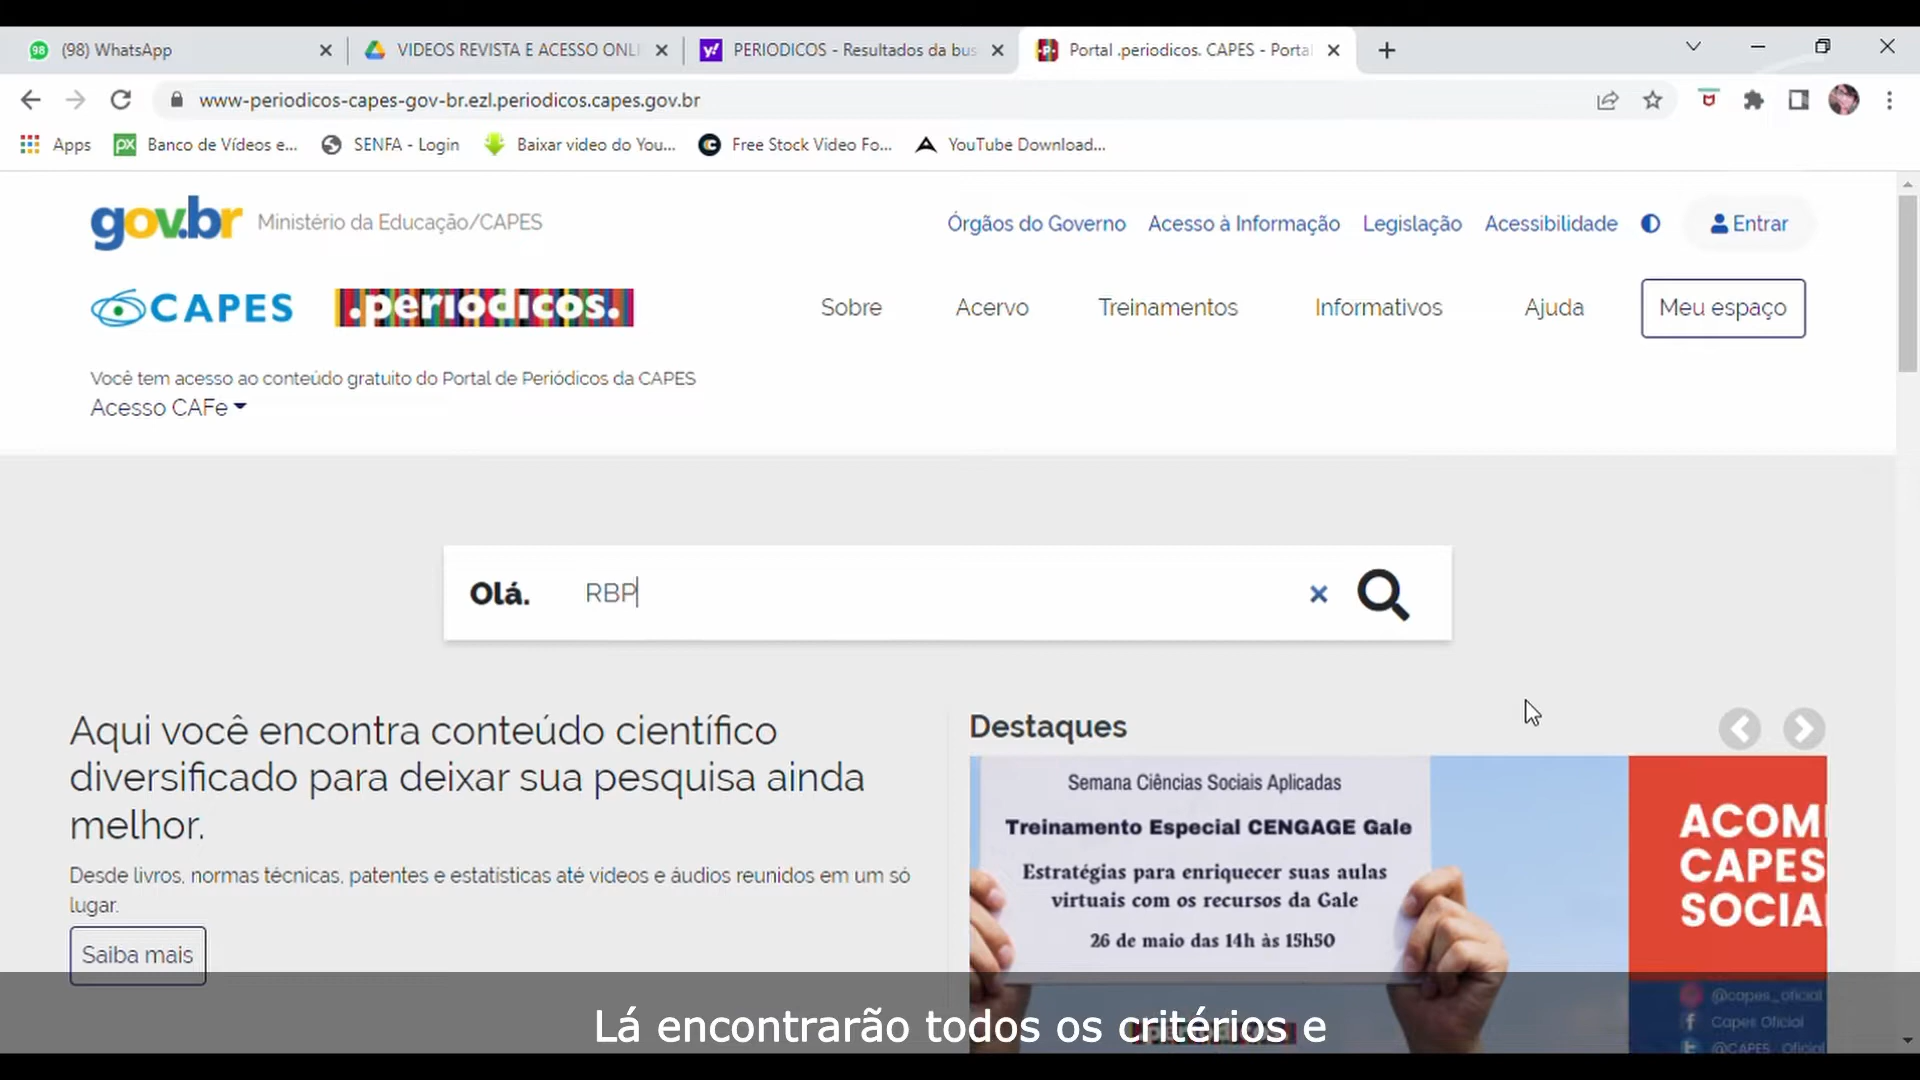 98 (98) WhatsApp
VIDEOS REVISTA E ACESSO ONLI
PERIODICOS - Resultados da bus
Portal .periodicos. CAPES - Portal
www-periodicos-capes-gov-br.ezl.periodicos.capes.gov.br
Apps
px Banco de Vídeos e...
SENFA - Login
Baixar video do You...
Free Stock Video Fo...
YouTube Download...
gov.br Ministério da Educação/CAPES
Órgãos do Governo Acesso à Informação Legislação Acessibilidade Entrar
CAPES .periodicos.
Sobre Acervo Treinamentos Informativos Ajuda Meu espaço
Você tem acesso ao conteúdo gratuito do Portal de Periódicos da CAPES
Acesso CAFe
Olá. RBP
Aqui você encontra conteúdo científico
diversificado para deixar sua pesquisa ainda
melhor.
Desde livros, normas técnicas, patentes e estatísticas até vídeos e áudios reunidos em um só
lugar.
Saiba mais
Destaques
Semana Ciências Sociais Aplicadas
Treinamento Especial CENGAGE Gale
Estratégias para enriquecer suas aulas
virtuais com os recursos da Gale
26 de maio das 14h às 15h50
ACOM
CAPES
SOCIA
@capes_oficial
Capes Oficial
@CAPES_Oficial
Lá encontrarão todos os critérios e